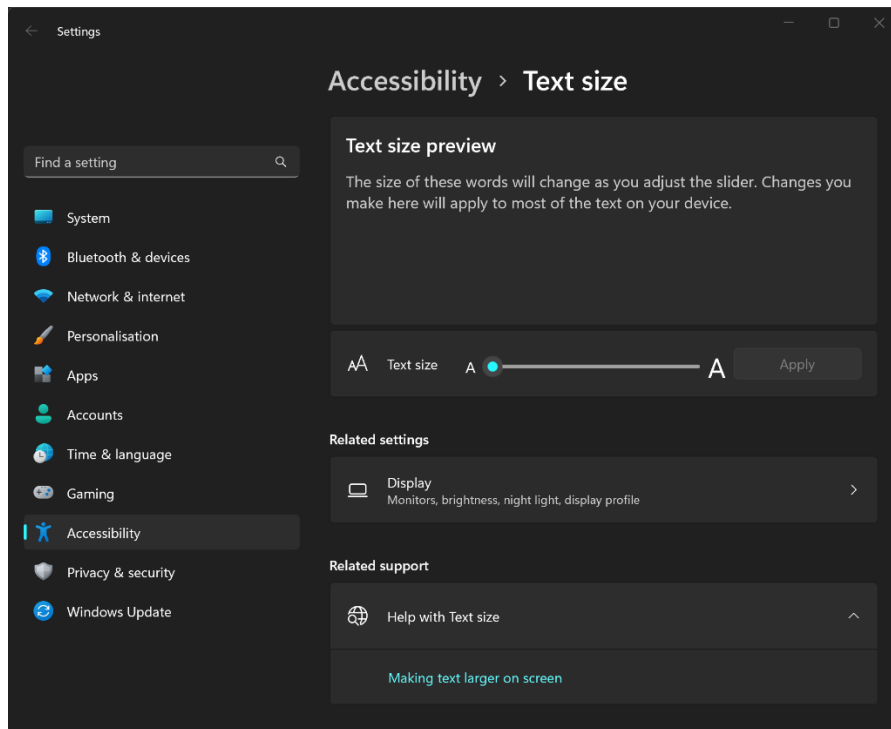 Settings
Accessibility > Text size
Find a setting
System
Bluetooth & devices
Network & internet
Personalisation
Apps
Accounts
Time & language
Gaming
Accessibility
Privacy & security
Windows Update
Text size preview
The size of these words will change as you adjust the slider. Changes you
make here will apply to most of the text on your device.
AA Text size A A Apply
Related settings
Display
Monitors, brightness, night light, display profile
Related support
Help with Text size
Making text larger on screen